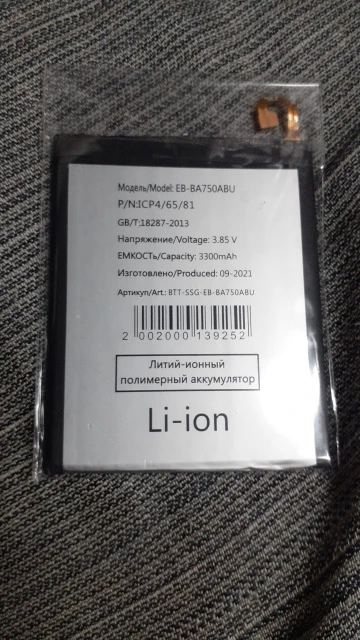 Модель/Model: EB-BA750ABU
P/N:ICP4/65/81
GB/T;18287-2013
Напряжение/Voltage: 3.85 V
ЕМКОСТЬ/Capacity: 3300mAh
Изготовлено/Produced: 09-2021
Артикул/Art.: BTT-SSG-EB-BA750ABU
2 002000 139252
Литий-ионный
полимерный аккумулятор
Li-ion